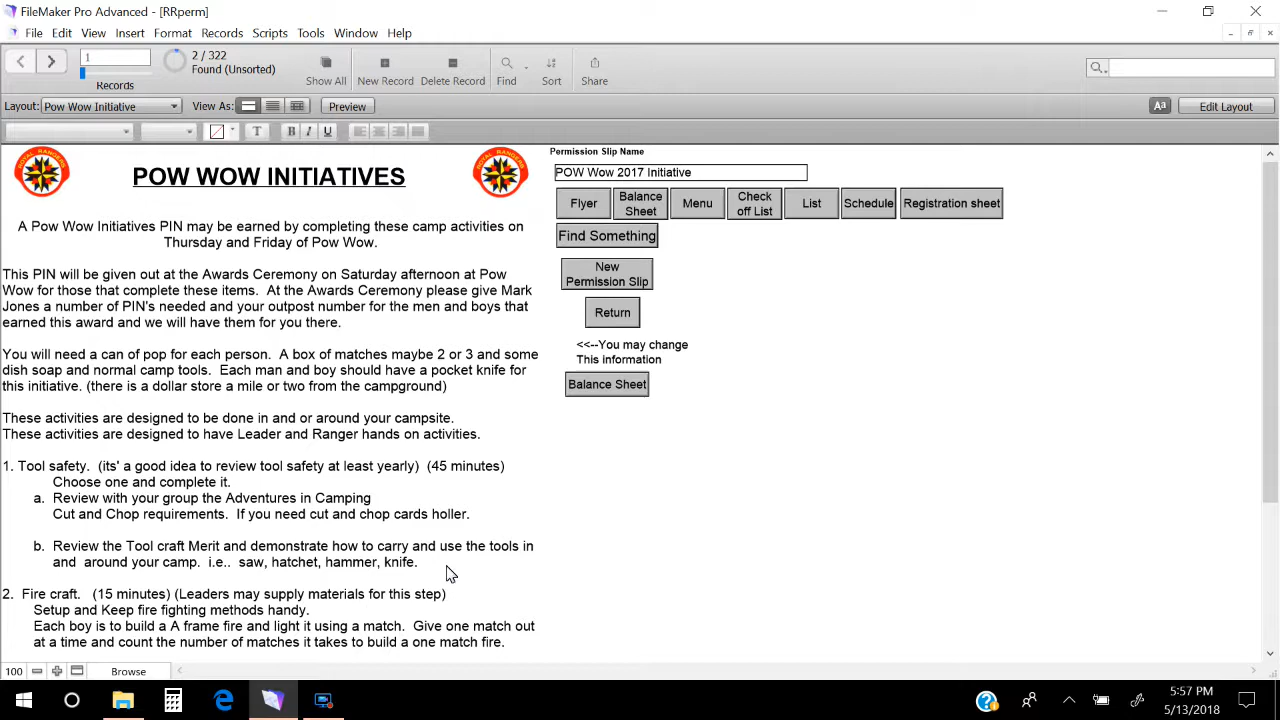 FileMaker Pro Advanced - [RRperm]
File Edit View Insert Format Records Scripts Tools Window Help
1
2 / 322
Found (Unsorted)
Records
Show All
New Record
Delete Record
Find
Sort
Share
Layout: Pow Wow Initiative
View As:
Preview
Aa
Edit Layout
T B I U
ROYAL RANGERS
POW WOW INITIATIVES
ROYAL RANGERS
A Pow Wow Initiatives PIN may be earned by completing these camp activities on
Thursday and Friday of Pow Wow.
This PIN will be given out at the Awards Ceremony on Saturday afternoon at Pow
Wow for those that complete these items. At the Awards Ceremony please give Mark
Jones a number of PIN's needed and your outpost number for the men and boys that
earned this award and we will have them for you there.
You will need a can of pop for each person. A box of matches maybe 2 or 3 and some
dish soap and normal camp tools. Each man and boy should have a pocket knife for
this initiative. (there is a dollar store a mile or two from the campground)
These activities are designed to be done in and or around your campsite.
These activities are designed to have Leader and Ranger hands on activities.
1. Tool safety. (its' a good idea to review tool safety at least yearly) (45 minutes)
Choose one and complete it.
a. Review with your group the Adventures in Camping
Cut and Chop requirements. If you need cut and chop cards holler.
b. Review the Tool craft Merit and demonstrate how to carry and use the tools in
and around your camp. i.e.. saw, hatchet, hammer, knife.
2. Fire craft. (15 minutes) (Leaders may supply materials for this step)
Setup and Keep fire fighting methods handy.
Each boy is to build a A frame fire and light it using a match. Give one match out
at a time and count the number of matches it takes to build a one match fire.
Permission Slip Name
POW Wow 2017 Initiative
Flyer
Balance
Sheet
Menu
Check
off List
List
Schedule
Registration sheet
Find Something
New
Permission Slip
Return
<<--You may change
This information
Balance Sheet
100
Browse
5:57 PM
5/13/2018